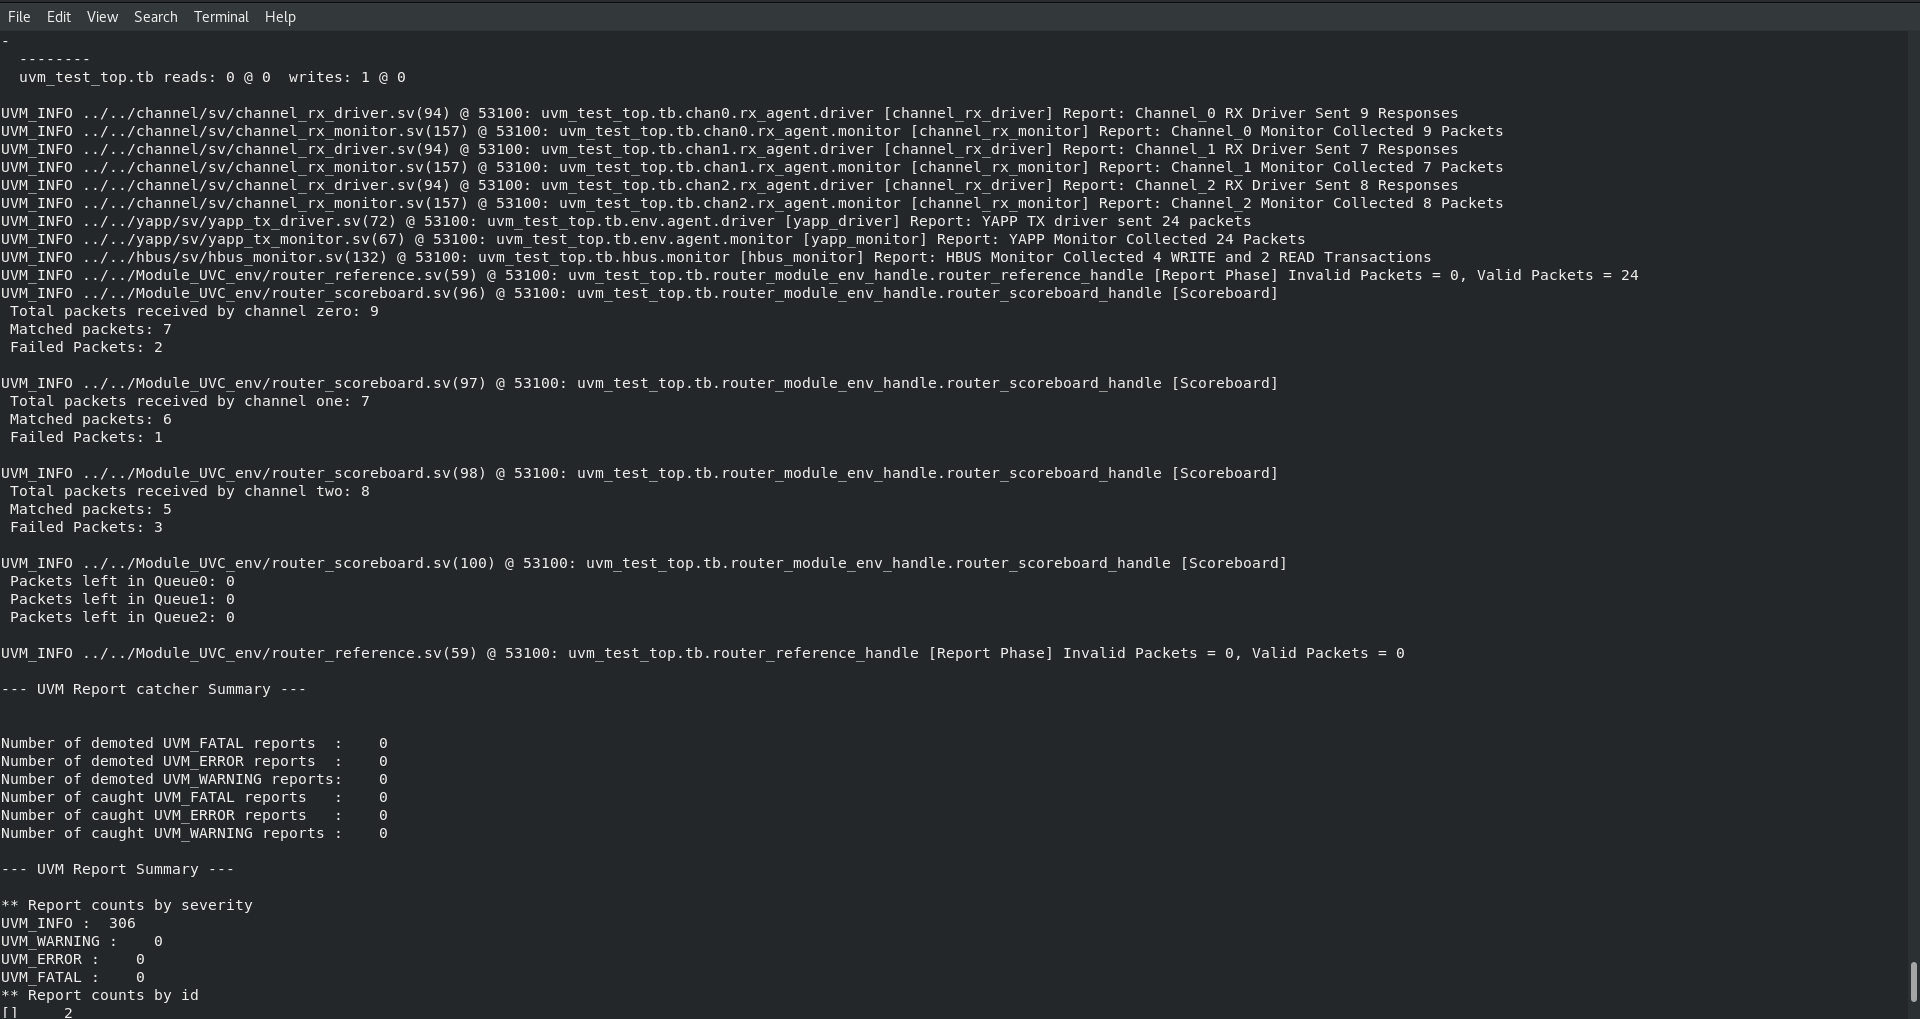 File Edit View Search Terminal Help
-
--------
uvm_test_top.tb reads: 0 @ 0  writes: 1 @ 0
UVM_INFO ../../channel/sv/channel_rx_driver.sv(94) @ 53100: uvm_test_top.tb.chan0.rx_agent.driver [channel_rx_driver] Report: Channel_0 RX Driver Sent 9 Responses
UVM_INFO ../../channel/sv/channel_rx_monitor.sv(157) @ 53100: uvm_test_top.tb.chan0.rx_agent.monitor [channel_rx_monitor] Report: Channel_0 Monitor Collected 9 Packets
UVM_INFO ../../channel/sv/channel_rx_driver.sv(94) @ 53100: uvm_test_top.tb.chan1.rx_agent.driver [channel_rx_driver] Report: Channel_1 RX Driver Sent 7 Responses
UVM_INFO ../../channel/sv/channel_rx_monitor.sv(157) @ 53100: uvm_test_top.tb.chan1.rx_agent.monitor [channel_rx_monitor] Report: Channel_1 Monitor Collected 7 Packets
UVM_INFO ../../channel/sv/channel_rx_driver.sv(94) @ 53100: uvm_test_top.tb.chan2.rx_agent.driver [channel_rx_driver] Report: Channel_2 RX Driver Sent 8 Responses
UVM_INFO ../../channel/sv/channel_rx_monitor.sv(157) @ 53100: uvm_test_top.tb.chan2.rx_agent.monitor [channel_rx_monitor] Report: Channel_2 Monitor Collected 8 Packets
UVM_INFO ../../yapp/sv/yapp_tx_driver.sv(72) @ 53100: uvm_test_top.tb.env.agent.driver [yapp_driver] Report: YAPP TX driver sent 24 packets
UVM_INFO ../../yapp/sv/yapp_tx_monitor.sv(67) @ 53100: uvm_test_top.tb.env.agent.monitor [yapp_monitor] Report: YAPP Monitor Collected 24 Packets
UVM_INFO ../../hbus/sv/hbus_monitor.sv(132) @ 53100: uvm_test_top.tb.hbus.monitor [hbus_monitor] Report: HBUS Monitor Collected 4 WRITE and 2 READ Transactions
UVM_INFO ../../Module_UVC_env/router_reference.sv(59) @ 53100: uvm_test_top.tb.router_module_env_handle.router_reference_handle [Report Phase] Invalid Packets = 0, Valid Packets = 24
UVM_INFO ../../Module_UVC_env/router_scoreboard.sv(96) @ 53100: uvm_test_top.tb.router_module_env_handle.router_scoreboard_handle [Scoreboard]
Total packets received by channel zero: 9
Matched packets: 7
Failed Packets: 2
UVM_INFO ../../Module_UVC_env/router_scoreboard.sv(97) @ 53100: uvm_test_top.tb.router_module_env_handle.router_scoreboard_handle [Scoreboard]
Total packets received by channel one: 7
Matched packets: 6
Failed Packets: 1
UVM_INFO ../../Module_UVC_env/router_scoreboard.sv(98) @ 53100: uvm_test_top.tb.router_module_env_handle.router_scoreboard_handle [Scoreboard]
Total packets received by channel two: 8
Matched packets: 5
Failed Packets: 3
UVM_INFO ../../Module_UVC_env/router_scoreboard.sv(100) @ 53100: uvm_test_top.tb.router_module_env_handle.router_scoreboard_handle [Scoreboard]
Packets left in Queue0: 0
Packets left in Queue1: 0
Packets left in Queue2: 0
UVM_INFO ../../Module_UVC_env/router_reference.sv(59) @ 53100: uvm_test_top.tb.router_reference_handle [Report Phase] Invalid Packets = 0, Valid Packets = 0
--- UVM Report catcher Summary ---
Number of demoted UVM_FATAL reports  :    0
Number of demoted UVM_ERROR reports  :    0
Number of demoted UVM_WARNING reports:    0
Number of caught UVM_FATAL reports   :    0
Number of caught UVM_ERROR reports   :    0
Number of caught UVM_WARNING reports :    0
--- UVM Report Summary ---
** Report counts by severity
UVM_INFO :  306
UVM_WARNING :    0
UVM_ERROR :    0
UVM_FATAL :    0
** Report counts by id
[]     2